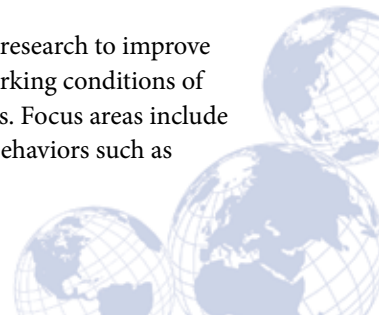 research to improve
rking conditions of
s. Focus areas include
ehaviors such as